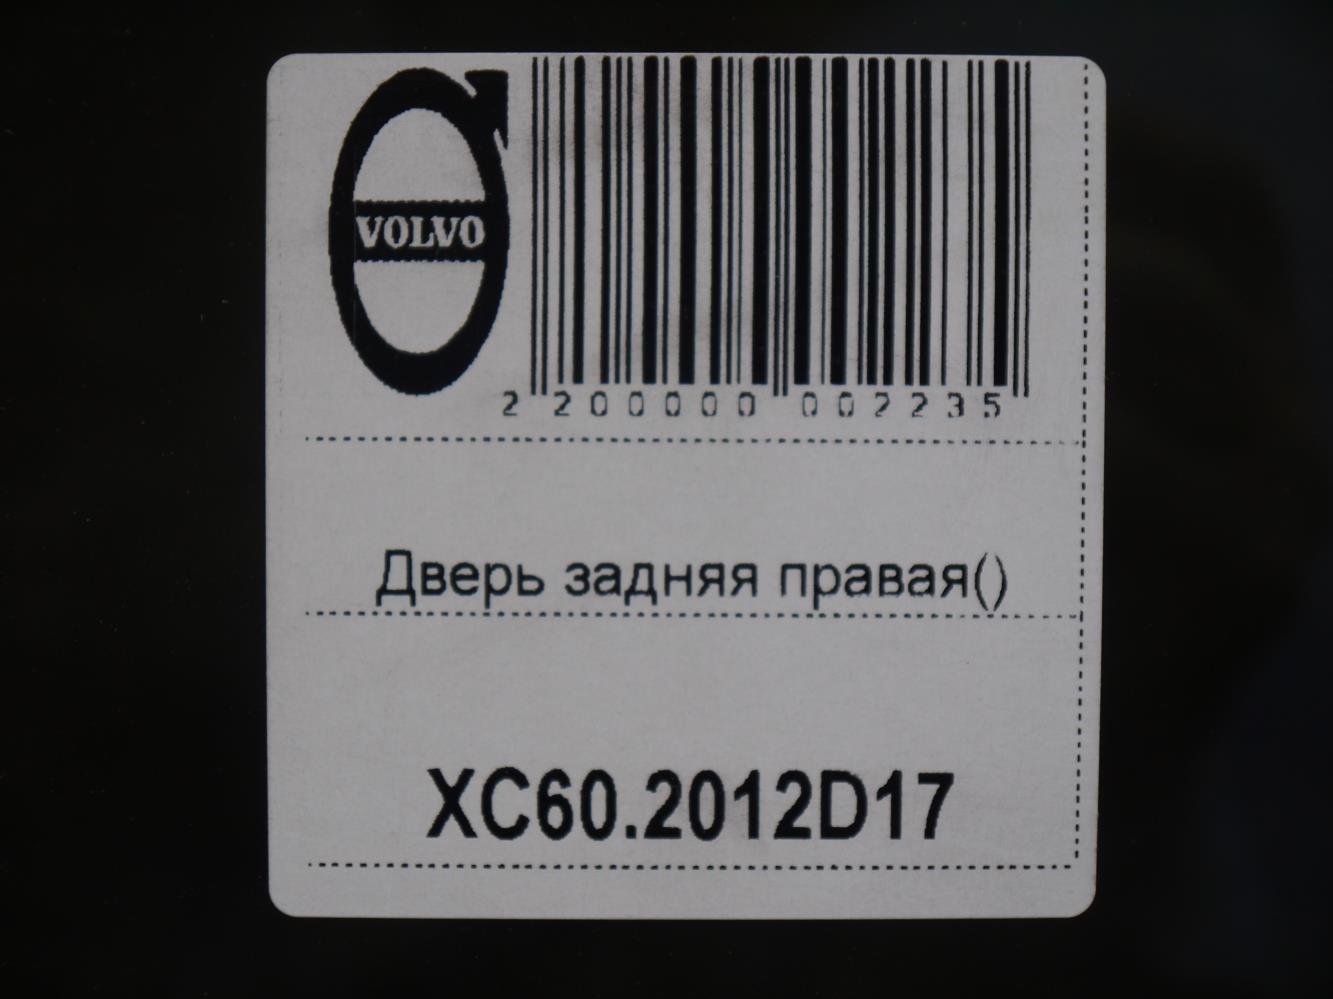 VOLVO
2 200000 002235
Дверь задняя правая()
XC60.2012D17